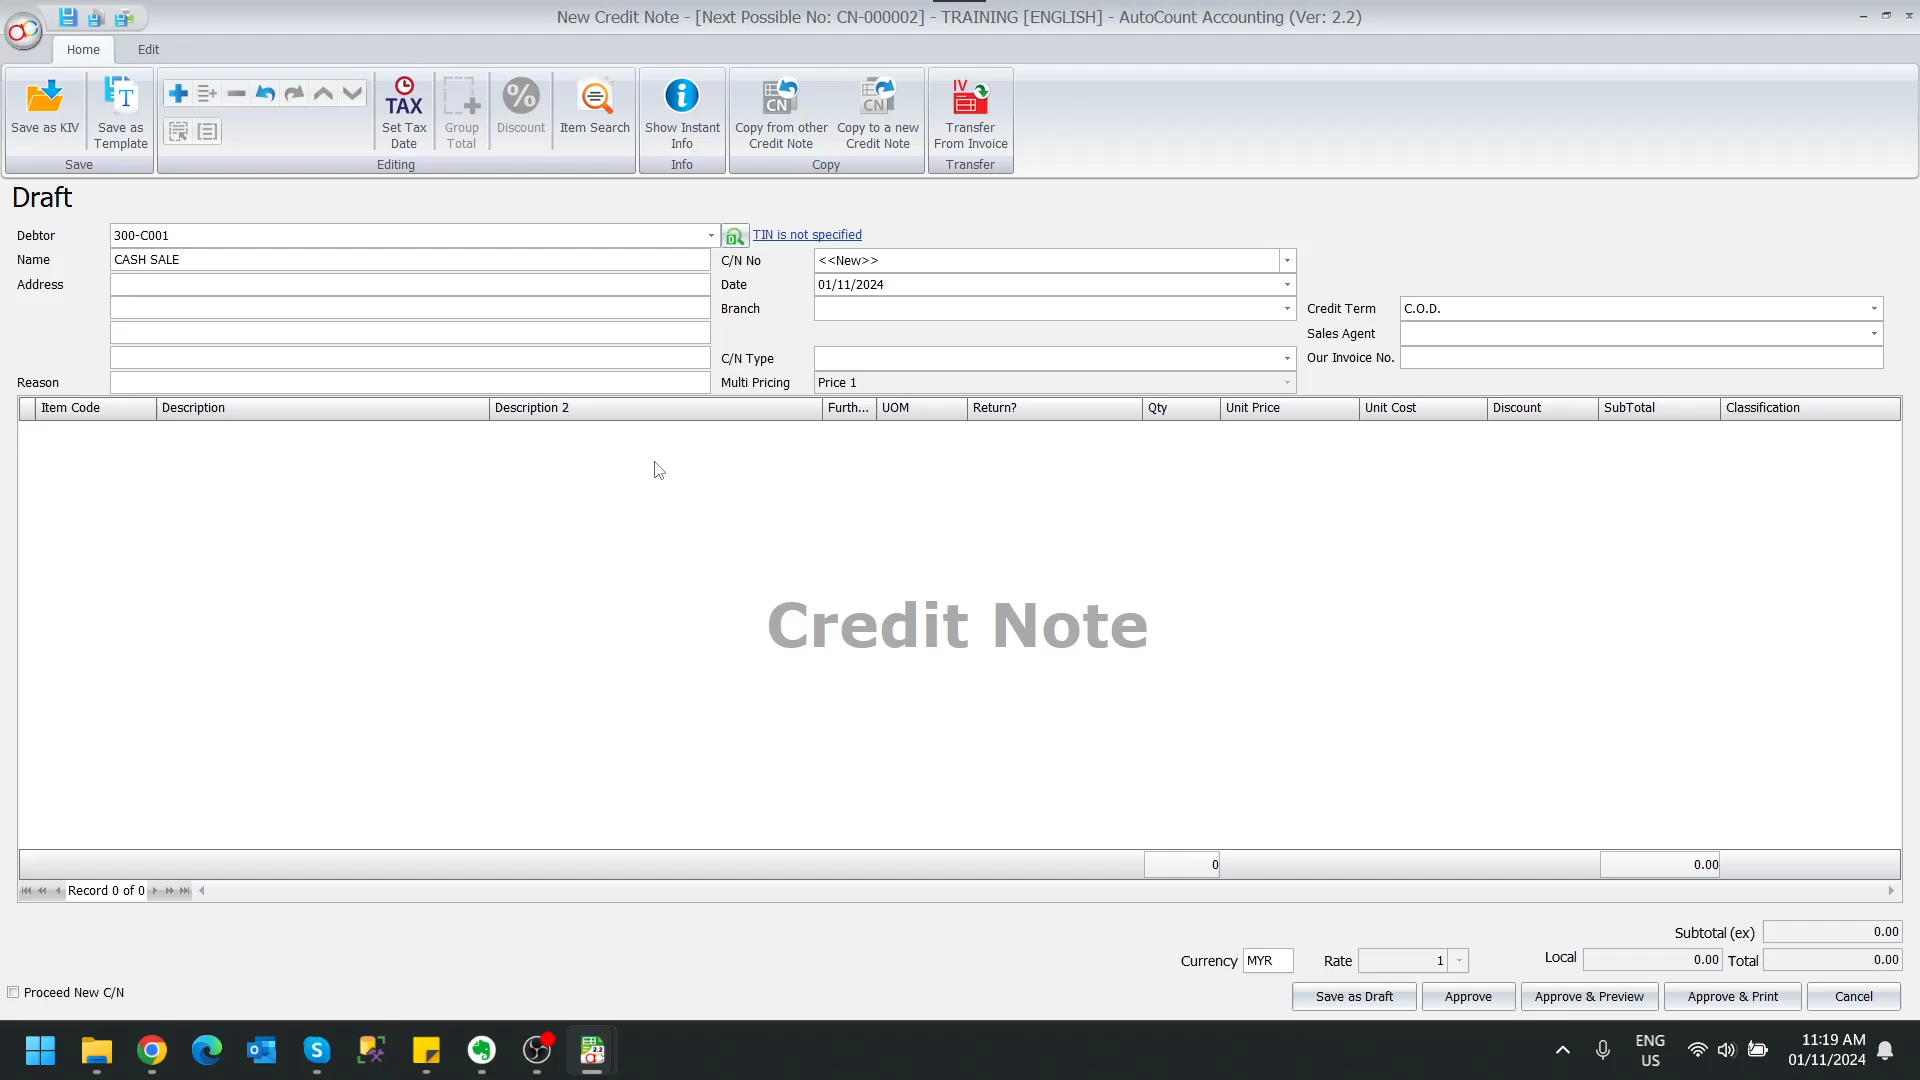 New Credit Note - [Next Possible No: CN-000002] - TRAINING [ENGLISH] - AutoCount Accounting (Ver: 2.2)
Home Edit
Save as KIV
Save as Template
Save
TAX
Set Tax Date
Group Total
%
Discount
Item Search
Editing
Show Instant Info
Info
CN
Copy from other Credit Note
CN
Copy to a new Credit Note
Copy
IV
Transfer From Invoice
Transfer
Draft
Debtor 300-C001 TIN is not specified
Name CASH SALE C/N No <<New>>
Address Date 01/11/2024
Branch Credit Term C.O.D.
Sales Agent
C/N Type Our Invoice No.
Reason Multi Pricing Price 1
Item Code Description Description 2 Furth... UOM Return? Qty Unit Price Unit Cost Discount SubTotal Classification
Credit Note
0 0.00
Record 0 of 0
Subtotal (ex) 0.00
Currency MYR Rate 1 Local 0.00 Total 0.00
Proceed New C/N Save as Draft Approve Approve & Preview Approve & Print Cancel
ENG US
11:19 AM
01/11/2024